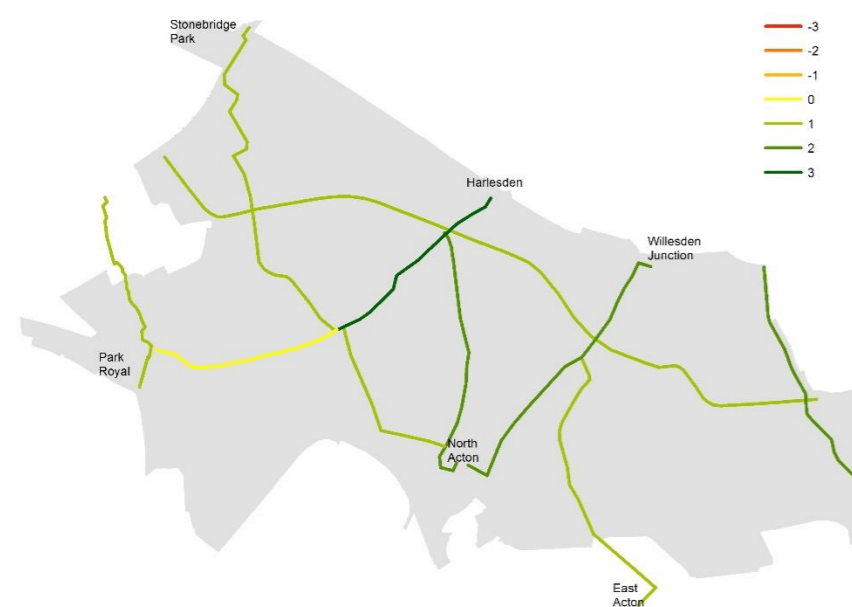 Stonebridge
Park
-3
-2
-1
0
1
2
3
Harlesden
Willesden
Junction
Park
Royal
North
Acton
East
Acton